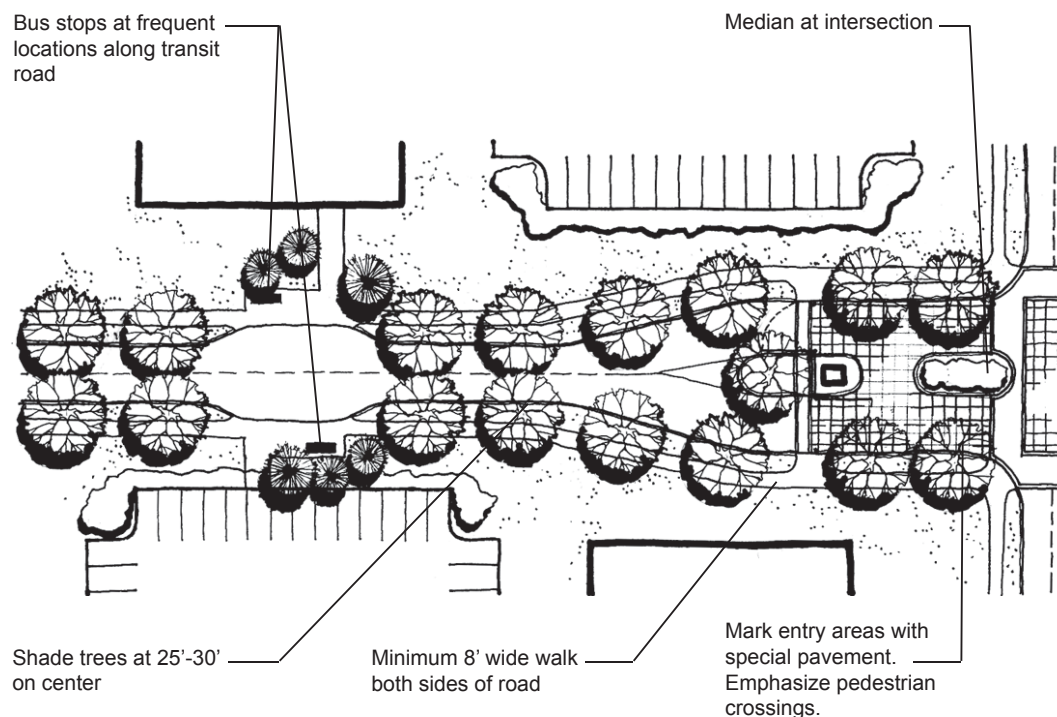 Bus stops at frequent
locations along transit
road
Median at intersection
Shade trees at 25’-30’
on center
Minimum 8’ wide walk
both sides of road
Mark entry areas with
special pavement.
Emphasize pedestrian
crossings.